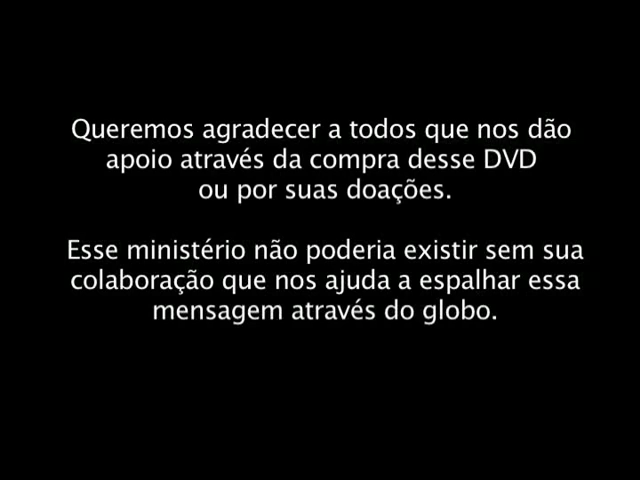 Queremos agradecer a todos que nos dão
apoio através da compra desse DVD
ou por suas doações.
Esse ministério não poderia existir sem sua
colaboração que nos ajuda a espalhar essa
mensagem através do globo.